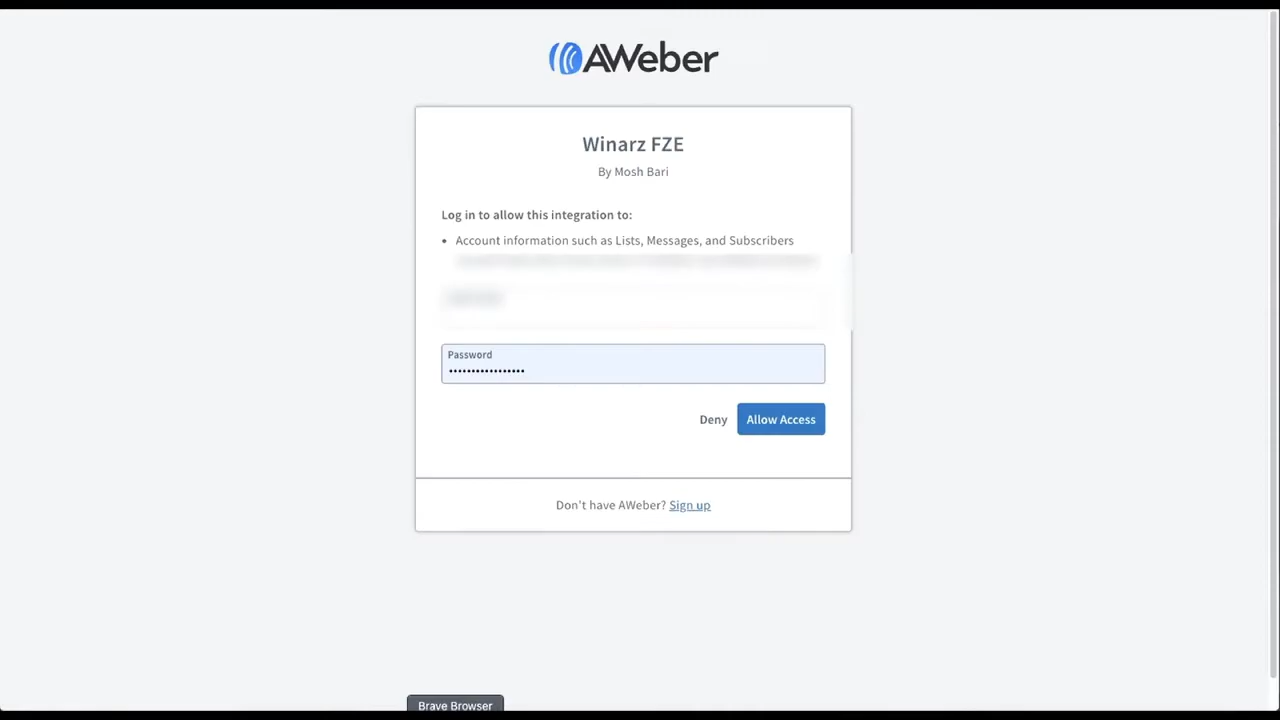 AWeber
Winarz FZE
By Mosh Bari
Log in to allow this integration to:
• Account information such as Lists, Messages, and Subscribers
Password
•••••••••••••••••
Deny Allow Access
Don't have AWeber? Sign up
Brave Browser